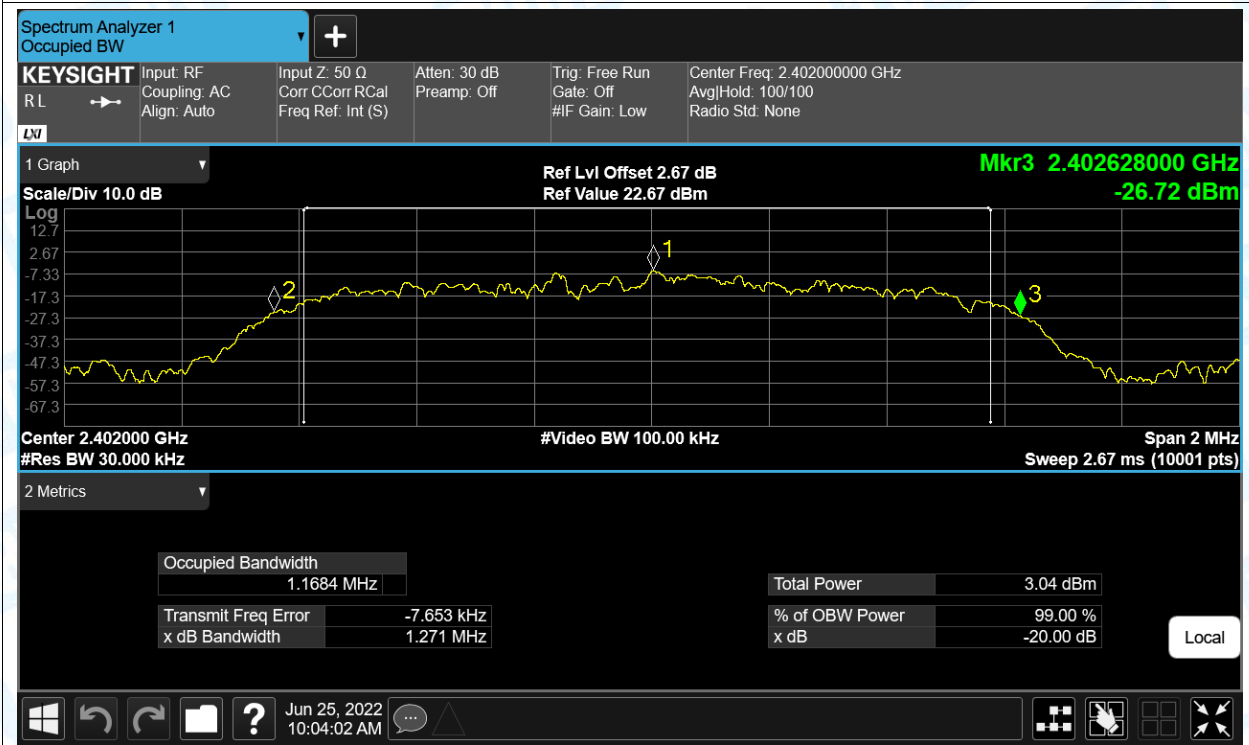 Spectrum Analyzer 1
Occupied BW
KEYSIGHT
R L
LXI
Input: RF
Coupling: AC
Align: Auto
Input Z: 50 Ω
Corr CCorr RCal
Freq Ref: Int (S)
Atten: 30 dB
Preamp: Off
Trig: Free Run
Gate: Off
#IF Gain: Low
Center Freq: 2.402000000 GHz
Avg|Hold: 100/100
Radio Std: None
1 Graph
Scale/Div 10.0 dB
Ref Lvl Offset 2.67 dB
Ref Value 22.67 dBm
Mkr3 2.402628000 GHz
-26.72 dBm
Log
12.7
2.67
-7.33
-17.3
-27.3
-37.3
-47.3
-57.3
-67.3
1
2
3
Center 2.402000 GHz
#Video BW 100.00 kHz
Span 2 MHz
#Res BW 30.000 kHz
Sweep 2.67 ms (10001 pts)
2 Metrics
Occupied Bandwidth
1.1684 MHz
Total Power 3.04 dBm
Transmit Freq Error -7.653 kHz
% of OBW Power 99.00 %
x dB Bandwidth 1.271 MHz
x dB -20.00 dB
Local
?
Jun 25, 2022
10:04:02 AM